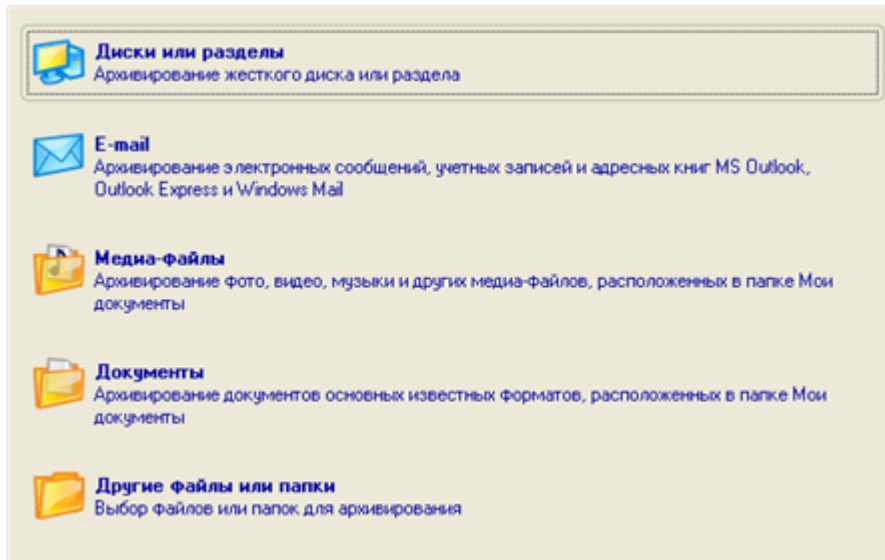 Диски или разделы
Архивирование жесткого диска или раздела
E-mail
Архивирование электронных сообщений, учетных записей и адресных книг MS Outlook,
Outlook Express и Windows Mail
Медиа-файлы
Архивирование фото, видео, музыки и других медиа-файлов, расположенных в папке Мои
документы
Документы
Архивирование документов основных известных форматов, расположенных в папке Мои
документы
Другие файлы или папки
Выбор файлов или папок для архивирования